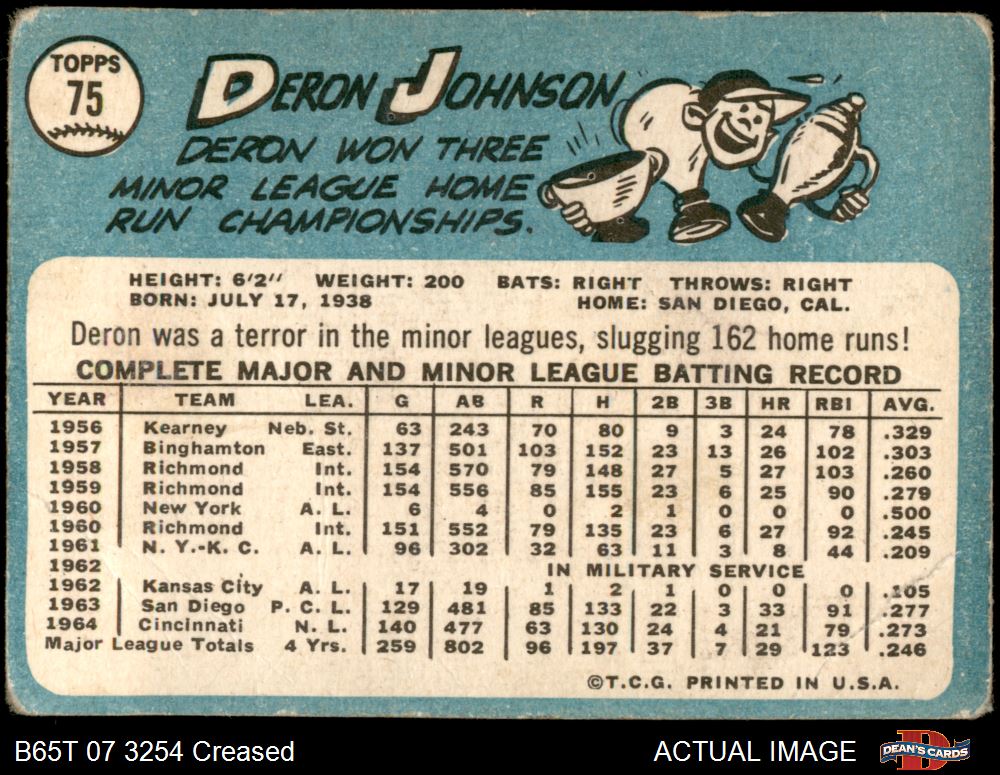 TOPPS
75
DERON JOHNSON
DERON WON THREE
MINOR LEAGUE HOME
RUN CHAMPIONSHIPS.
HEIGHT: 6'2" WEIGHT: 200 BATS: RIGHT THROWS: RIGHT
BORN: JULY 17, 1938 HOME: SAN DIEGO, CAL.
Deron was a terror in the minor leagues, slugging 162 home runs!
COMPLETE MAJOR AND MINOR LEAGUE BATTING RECORD
YEAR TEAM LEA. G AB R H 2B 3B HR RBI AVG.
1956 Kearney Neb. St. 63 243 70 80 9 3 24 78 .329
1957 Binghamton East. 137 501 103 152 23 13 26 102 .303
1958 Richmond Int. 154 570 79 148 27 5 27 103 .260
1959 Richmond Int. 154 556 85 155 23 6 25 90 .279
1960 New York A. L. 6 4 0 2 1 0 0 0 .500
1960 Richmond Int. 151 552 79 135 23 6 27 92 .245
1961 N. Y.-K. C. A. L. 96 302 32 63 11 3 8 44 .209
1962 IN MILITARY SERVICE
1962 Kansas City A. L. 17 19 1 2 1 0 0 0 .105
1963 San Diego P. C. L. 129 481 85 133 22 3 33 91 .277
1964 Cincinnati N. L. 140 477 63 130 24 4 21 79 .273
Major League Totals 4 Yrs. 259 802 96 197 37 7 29 123 .246
©T.C.G. PRINTED IN U.S.A.
B65T 07 3254 Creased ACTUAL IMAGE
DEAN'S CARDS